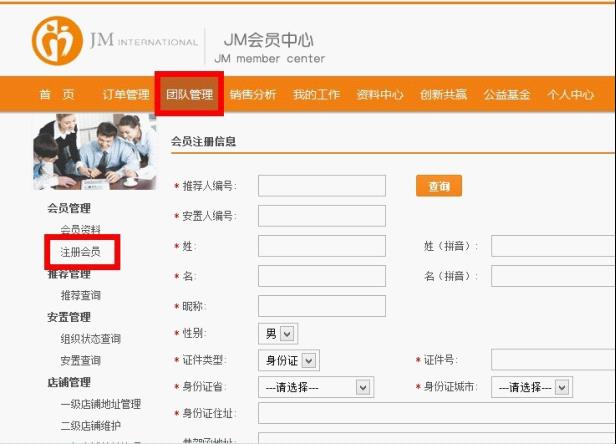 JM INTERNATIONAL
JM会员中心
JM member center
首 页 订单管理 团队管理 销售分析 我的工作 资料中心 创新共赢 公益基金 个人中心
会员注册信息
*推荐人编号: 查询
*安置人编号:
*姓: 姓（拼音）:
*名: 名（拼音）:
*昵称:
*性别: 男
*证件类型: 身份证 *证件号:
*身份证省: ---请选择--- *身份证城市: ---请选择---
*身份证住址:
会员管理
会员资料
注册会员
推荐管理
推荐查询
安置管理
组织状态查询
安置查询
店铺管理
一级店铺地址管理
二级店铺维护